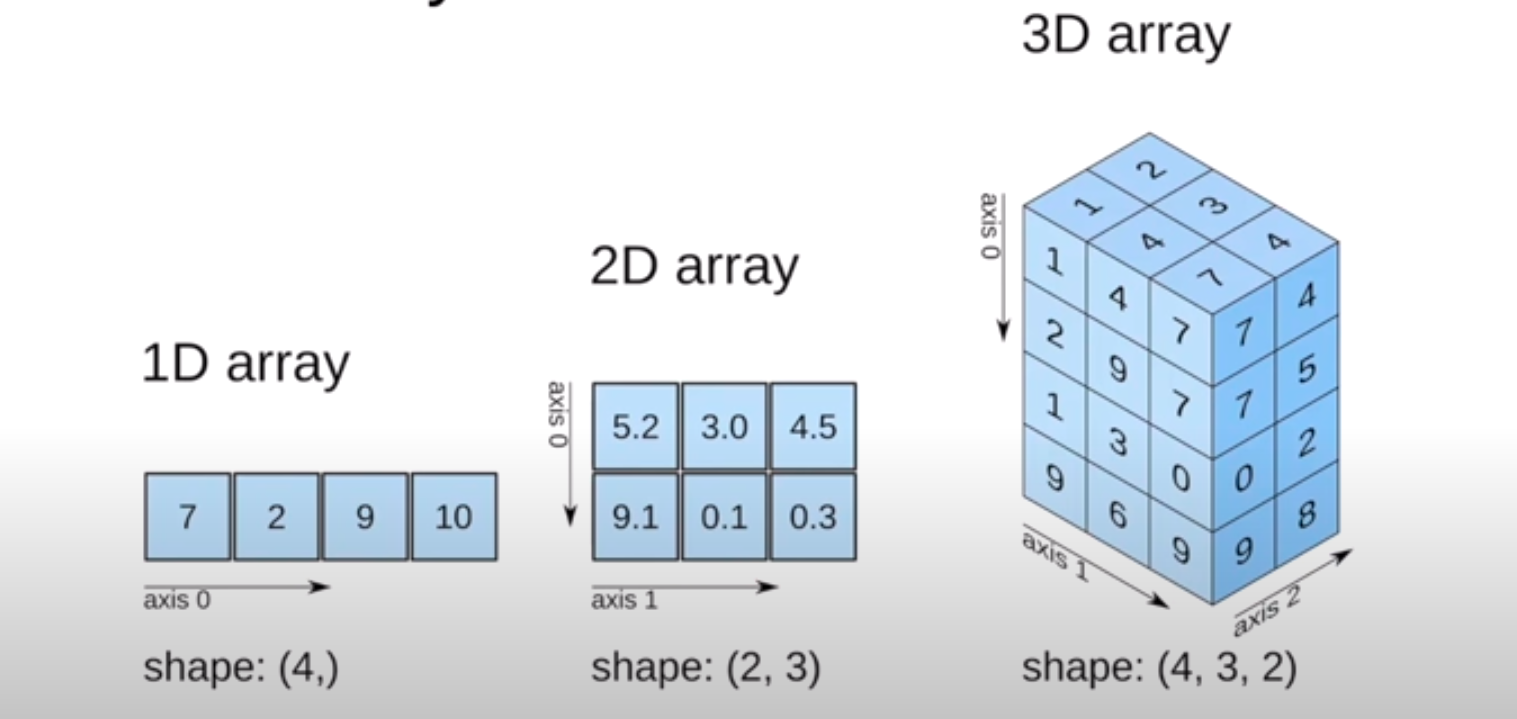 1D array
7 2 9 10
axis 0
shape: (4,)
2D array
axis 0
5.2 3.0 4.5
9.1 0.1 0.3
axis 1
shape: (2, 3)
3D array
axis 0
2
1 3
4 4
7
1 4 7 7 4
2 9 7 7 5
1 3 0 0 2
9 6 9 9 8
axis 1
axis 2
shape: (4, 3, 2)